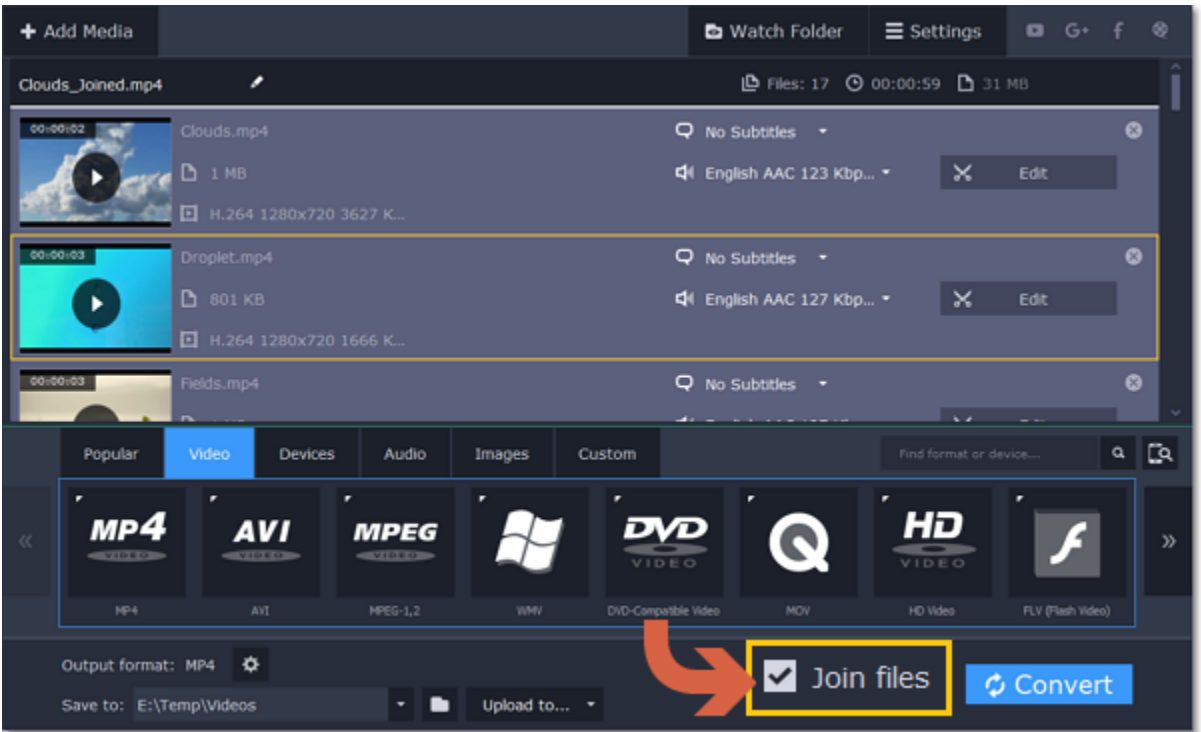 Add Media
Watch Folder
Settings
G+
f
Clouds_Joined.mp4
Files: 17
00:00:59
31 MB
00:00:02
Clouds.mp4
No Subtitles
1 MB
English AAC 123 Kbp...
Edit
H.264 1280x720 3627 K...
00:00:03
Droplet.mp4
No Subtitles
801 KB
English AAC 127 Kbp...
Edit
H.264 1280x720 1666 K...
00:00:03
Fields.mp4
No Subtitles
Popular
Video
Devices
Audio
Images
Custom
Find format or device....
MP4
VIDEO
AVI
VIDEO
MPEG
VIDEO
DVD
VIDEO
HD
VIDEO
MP4
AVI
MPEG-1,2
WMV
DVD-Compatible Video
MOV
HD Video
FLV (Flash Video)
Output format: MP4
Join files
Convert
Save to: E:\Temp\Videos
Upload to...